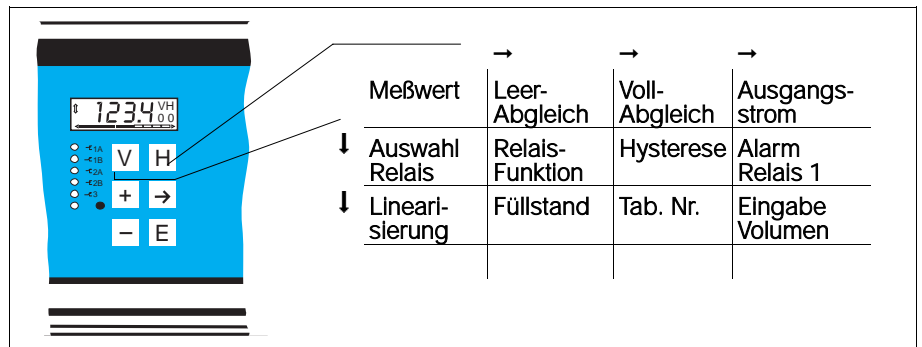 123.4 VH
00
1A
1B
2A
2B
3
V H
+ →
− E
→ → →
Meßwert Leer-Abgleich Voll-Abgleich Ausgangs-strom
↓ Auswahl Relais Relais-Funktion Hysterese Alarm Relais 1
↓ Lineari-sierung Füllstand Tab. Nr. Eingabe Volumen